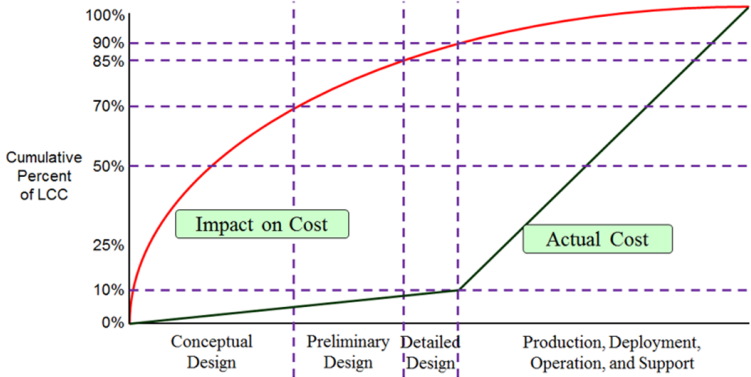 100%
90%
85%
70%
Cumulative
Percent
of LCC
50%
25%
10%
0%
Impact on Cost
Actual Cost
Conceptual
Design
Preliminary
Design
Detailed
Design
Production, Deployment,
Operation, and Support